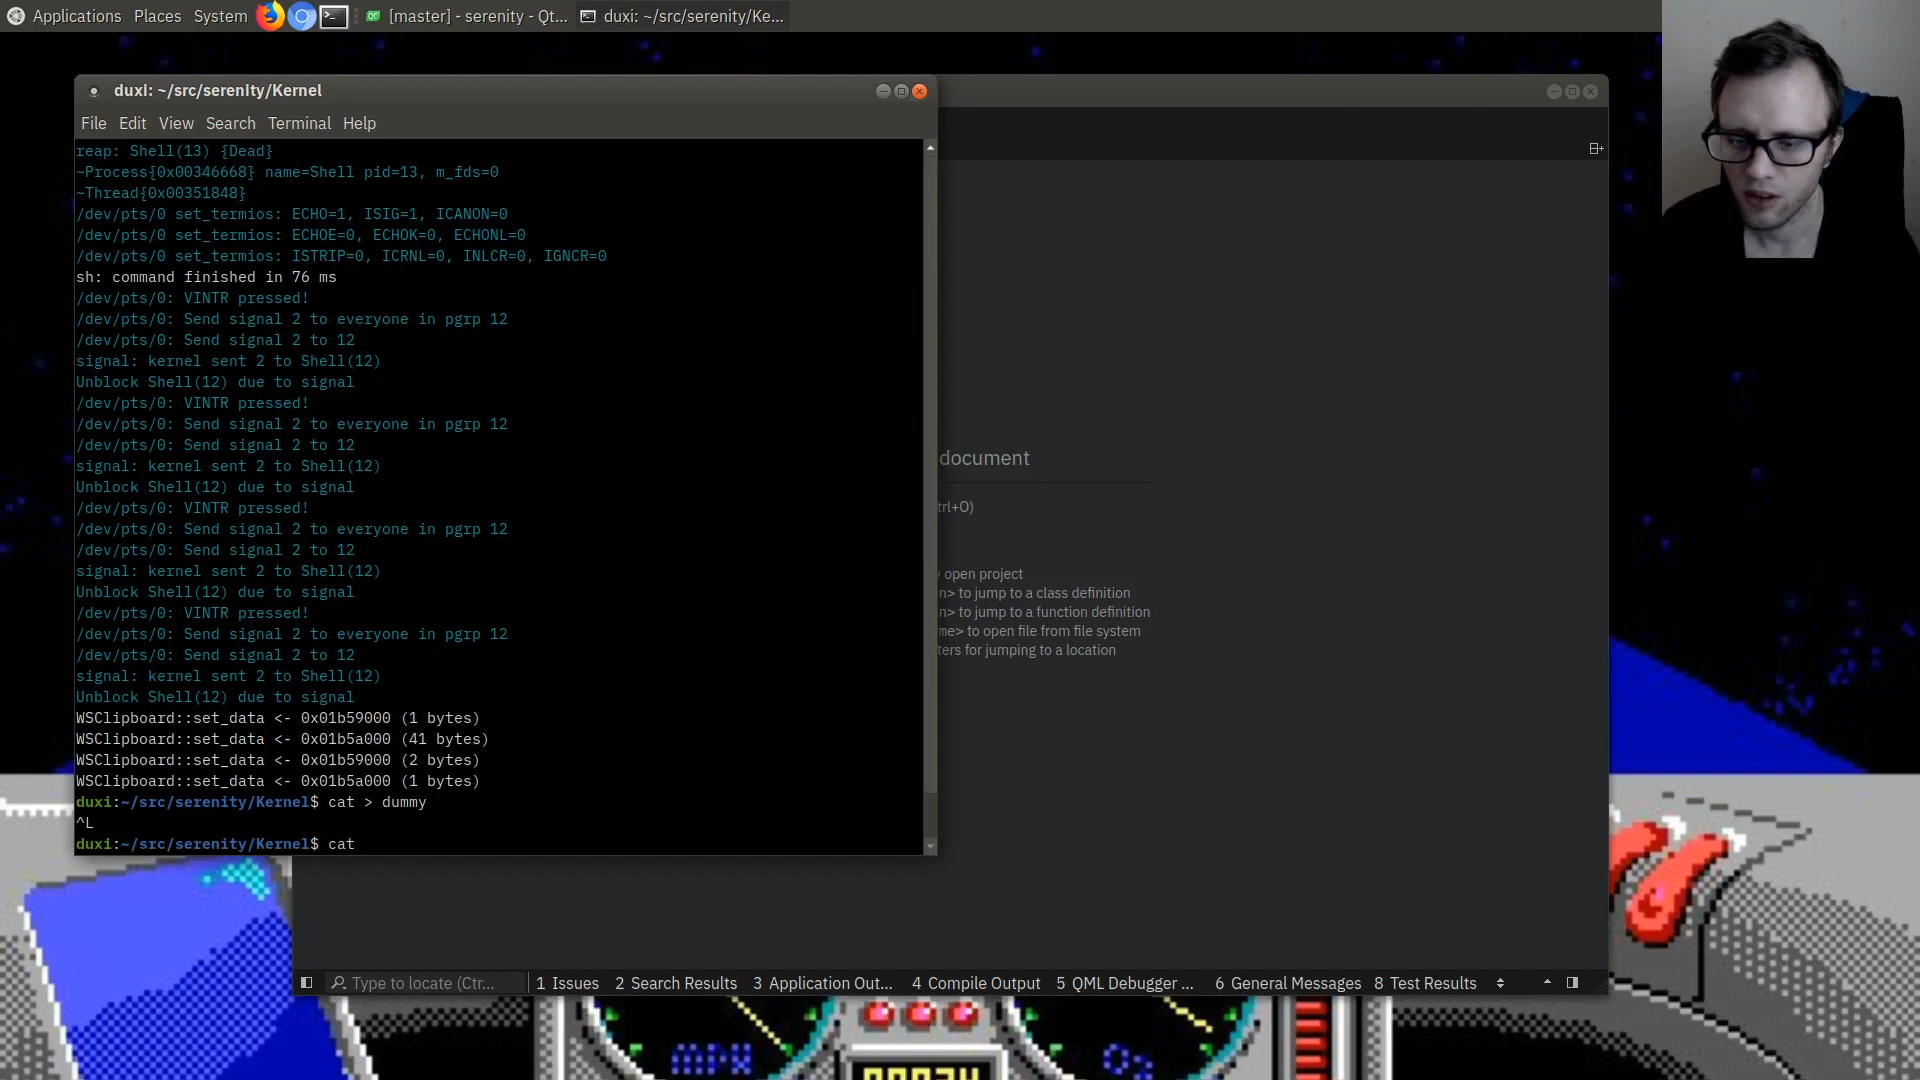 Applications Places System [master] - serenity - Qt... duxi: ~/src/serenity/Ke...
duxi: ~/src/serenity/Kernel
File Edit View Search Terminal Help
reap: Shell(13) {Dead}
~Process{0x00346668} name=Shell pid=13, m_fds=0
~Thread{0x00351848}
/dev/pts/0 set_termios: ECHO=1, ISIG=1, ICANON=0
/dev/pts/0 set_termios: ECHOE=0, ECHOK=0, ECHONL=0
/dev/pts/0 set_termios: ISTRIP=0, ICRNL=0, INLCR=0, IGNCR=0
sh: command finished in 76 ms
/dev/pts/0: VINTR pressed!
/dev/pts/0: Send signal 2 to everyone in pgrp 12
/dev/pts/0: Send signal 2 to 12
signal: kernel sent 2 to Shell(12)
Unblock Shell(12) due to signal
/dev/pts/0: VINTR pressed!
/dev/pts/0: Send signal 2 to everyone in pgrp 12
/dev/pts/0: Send signal 2 to 12
signal: kernel sent 2 to Shell(12)
Unblock Shell(12) due to signal
/dev/pts/0: VINTR pressed!
/dev/pts/0: Send signal 2 to everyone in pgrp 12
/dev/pts/0: Send signal 2 to 12
signal: kernel sent 2 to Shell(12)
Unblock Shell(12) due to signal
/dev/pts/0: VINTR pressed!
/dev/pts/0: Send signal 2 to everyone in pgrp 12
/dev/pts/0: Send signal 2 to 12
signal: kernel sent 2 to Shell(12)
Unblock Shell(12) due to signal
WSClipboard::set_data <- 0x01b59000 (1 bytes)
WSClipboard::set_data <- 0x01b5a000 (41 bytes)
WSClipboard::set_data <- 0x01b59000 (2 bytes)
WSClipboard::set_data <- 0x01b5a000 (1 bytes)
duxi:~/src/serenity/Kernel$ cat > dummy
^L
duxi:~/src/serenity/Kernel$ cat
document
trl+O)
y open project
n> to jump to a class definition
n> to jump to a function definition
me> to open file from file system
ters for jumping to a location
Type to locate (Ctr... 1 Issues 2 Search Results 3 Application Out... 4 Compile Output 5 QML Debugger ... 6 General Messages 8 Test Results
MPH O2